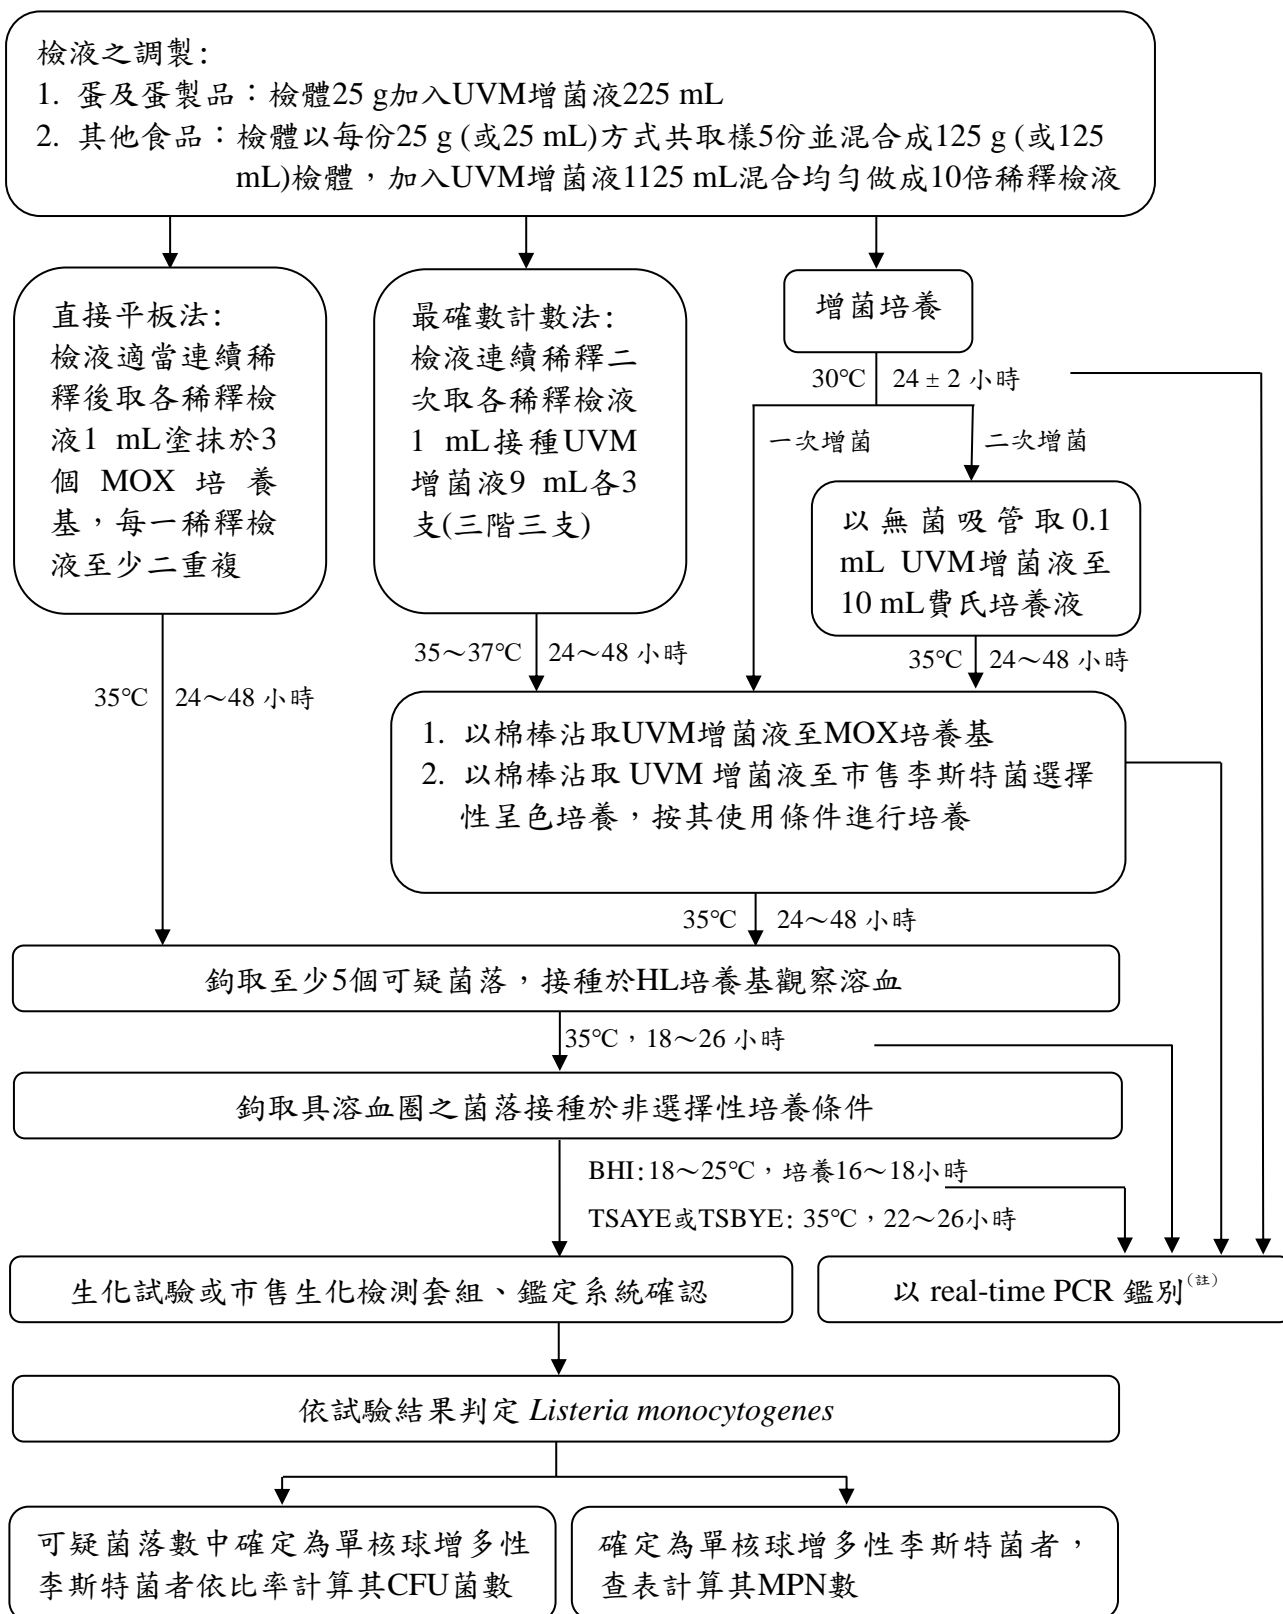 檢液之調製:
1. 蛋及蛋製品：檢體25 g加入UVM增菌液225 mL
2. 其他食品：檢體以每份25 g (或25 mL)方式共取樣5份並混合成125 g (或125
mL)檢體，加入UVM增菌液1125 mL混合均勻做成10倍稀釋檢液
直接平板法:
檢液適當連續稀
釋後取各稀釋檢
液1 mL塗抹於3
個 MOX 培養
基，每一稀釋檢
液至少二重複
最確數計數法:
檢液連續稀釋二
次取各稀釋檢液
1 mL接種UVM
增菌液9 mL各3
支(三階三支)
增菌培養
30℃ 24 ± 2 小時
一次增菌
二次增菌
以無菌吸管取0.1
mL UVM增菌液至
10 mL費氏培養液
35～37℃ 24～48 小時
35℃ 24～48 小時
35℃ 24～48 小時
1. 以棉棒沾取UVM增菌液至MOX培養基
2. 以棉棒沾取 UVM 增菌液至市售李斯特菌選擇
性呈色培養，按其使用條件進行培養
35℃ 24～48 小時
鉤取至少5個可疑菌落，接種於HL培養基觀察溶血
35℃，18～26 小時
鉤取具溶血圈之菌落接種於非選擇性培養條件
BHI:18～25℃，培養16～18小時
TSAYE或TSBYE: 35℃，22～26小時
生化試驗或市售生化檢測套組、鑑定系統確認
以 real-time PCR 鑑別(註)
依試驗結果判定 Listeria monocytogenes
可疑菌落數中確定為單核球增多性
李斯特菌者依比率計算其CFU菌數
確定為單核球增多性李斯特菌者，
查表計算其MPN數